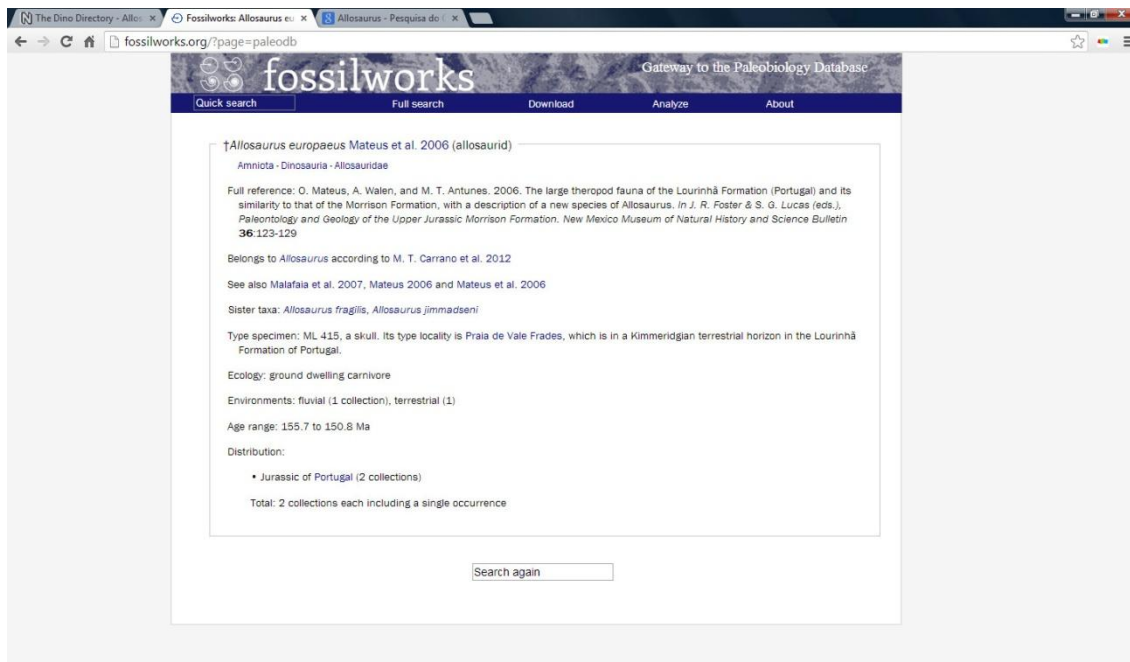 The Dino Directory - Allos
Fossilworks: Allosaurus eu
Allosaurus - Pesquisa do G
fossilworks.org/?page=paleodb
fossilworks
Gateway to the Paleobiology Database
Quick search Full search Download Analyze About
†Allosaurus europaeus Mateus et al. 2006 (allosaurid)
Amniota - Dinosauria - Allosauridae
Full reference: O. Mateus, A. Walen, and M. T. Antunes. 2006. The large theropod fauna of the Lourinhã Formation (Portugal) and its
similarity to that of the Morrison Formation, with a description of a new species of Allosaurus. In J. R. Foster & S. G. Lucas (eds.),
Paleontology and Geology of the Upper Jurassic Morrison Formation. New Mexico Museum of Natural History and Science Bulletin
36:123-129
Belongs to Allosaurus according to M. T. Carrano et al. 2012
See also Malafaia et al. 2007, Mateus 2006 and Mateus et al. 2006
Sister taxa: Allosaurus fragilis, Allosaurus jimmadseni
Type specimen: ML 415, a skull. Its type locality is Praia de Vale Frades, which is in a Kimmeridgian terrestrial horizon in the Lourinhã
Formation of Portugal.
Ecology: ground dwelling carnivore
Environments: fluvial (1 collection), terrestrial (1)
Age range: 155.7 to 150.8 Ma
Distribution:
• Jurassic of Portugal (2 collections)
Total: 2 collections each including a single occurrence
Search again